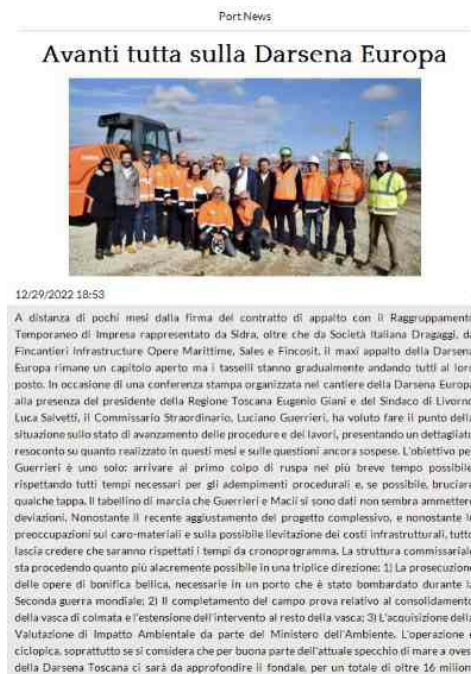 Port News
Avanti tutta sulla Darsena Europa
12/29/2022 18:53
A distanza di pochi mesi dalla firma del contratto di appalto con il Raggruppamento
Temporaneo di Impresa rappresentato da Sidra, oltre che da Società Italiana Dragaggi, da
Fincantieri Infrastructure Opere Marittime, Sales e Fincosit, il maxi appalto della Darsena
Europa rimane un capitolo aperto ma i tasselli stanno gradualmente andando tutti al loro
posto. In occasione di una conferenza stampa organizzata nel cantiere della Darsena Europa
alla presenza del presidente della Regione Toscana Eugenio Giani e del Sindaco di Livorno
Luca Salvetti, il Commissario Straordinario, Luciano Guerrieri, ha voluto fare il punto della
situazione sullo stato di avanzamento delle procedure e dei lavori, presentando un dettagliato
resoconto su quanto realizzato in questi mesi e sulle questioni ancora sospese. L'obiettivo per
Guerrieri è uno solo: arrivare al primo colpo di ruspa nel più breve tempo possibile
rispettando tutti tempi necessari per gli adempimenti procedurali e, se possibile, bruciare
qualche tappa. Il tabellino di marcia che Guerrieri e Macii si sono dati non sembra ammettere
deviazioni. Nonostante il recente aggiustamento del progetto complessivo, e nonostante le
preoccupazioni sul caro-materiali e sulla possibile llevitazione dei costi infrastrutturali, tutto
lascia credere che saranno rispettati i tempi da cronoprogramma. La struttura commissariale
sta procedendo quanto più alacremente possibile in una triplice direzione: 1) La prosecuzione
delle opere di bonifica bellica, necessarie in un porto che è stato bombardato durante la
Seconda guerra mondiale; 2) Il completamento del campo prova relativo al consolidamento
della vasca di colmata e l'estensione dell'intervento al resto della vasca; 3) L'acquisizione della
Valutazione di Impatto Ambientale da parte del Ministero dell'Ambiente. L'operazione è
ciclopica, soprattutto se si considera che per buona parte dell'attuale specchio di mare a ovest
della Darsena Toscana ci sarà da approfondire il fondale, per un totale di oltre 16 milioni